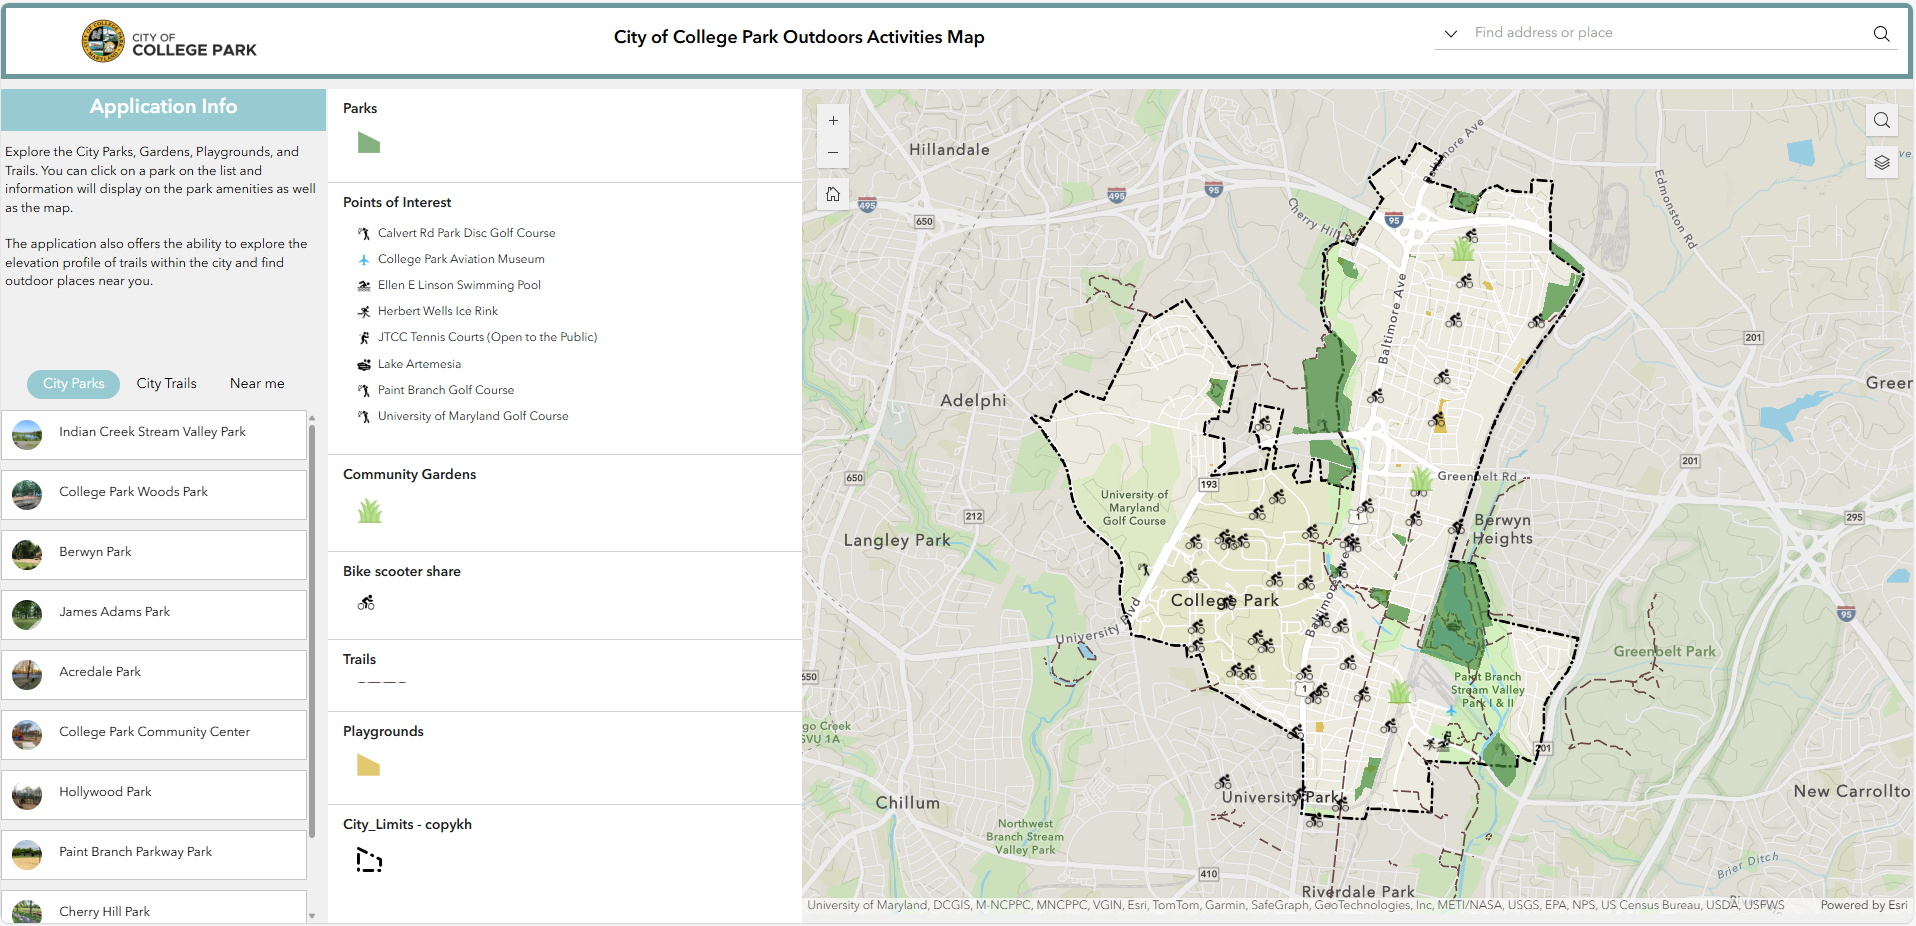 CITY OF
COLLEGE PARK
City of College Park Outdoors Activities Map
Find address or place
Application Info
Explore the City Parks, Gardens, Playgrounds, and
Trails. You can click on a park on the list and
information will display on the park amenities as well
as the map.
The application also offers the ability to explore the
elevation profile of trails within the city and find
outdoor places near you.
City Parks
City Trails
Near me
Indian Creek Stream Valley Park
College Park Woods Park
Berwyn Park
James Adams Park
Acredale Park
College Park Community Center
Hollywood Park
Paint Branch Parkway Park
Cherry Hill Park
Parks
Points of Interest
Calvert Rd Park Disc Golf Course
College Park Aviation Museum
Ellen E Linson Swimming Pool
Herbert Wells Ice Rink
JTCC Tennis Courts (Open to the Public)
Lake Artemesia
Paint Branch Golf Course
University of Maryland Golf Course
Community Gardens
Bike scooter share
Trails
Playgrounds
City_Limits - copykh
+
−
Hillandale
495
650
495
95
Cherry Hill
95
Edmonston Rd
201
Adelphi
Baltimore Ave
650
212
193
University of
Maryland
Golf Course
Langley Park
Greenbelt Rd
201
295
1
Berwyn
Heights
College Park
University Blvd
95
Greenbelt Park
650
1
Paint Branch
Stream Valley
Park I & II
go Creek
SVU 1A
201
Chillum
University Park
New Carrollto
Northwest
Branch Stream
Valley Park
410
Brier Ditch
Riverdale Park
University of Maryland, DCGIS, M-NCPPC, MNCPPC, VGIN, Esri, TomTom, Garmin, SafeGraph, GeoTechnologies, Inc, METI/NASA, USGS, EPA, NPS, US Census Bureau, USDA, USFWS
Powered by Esri